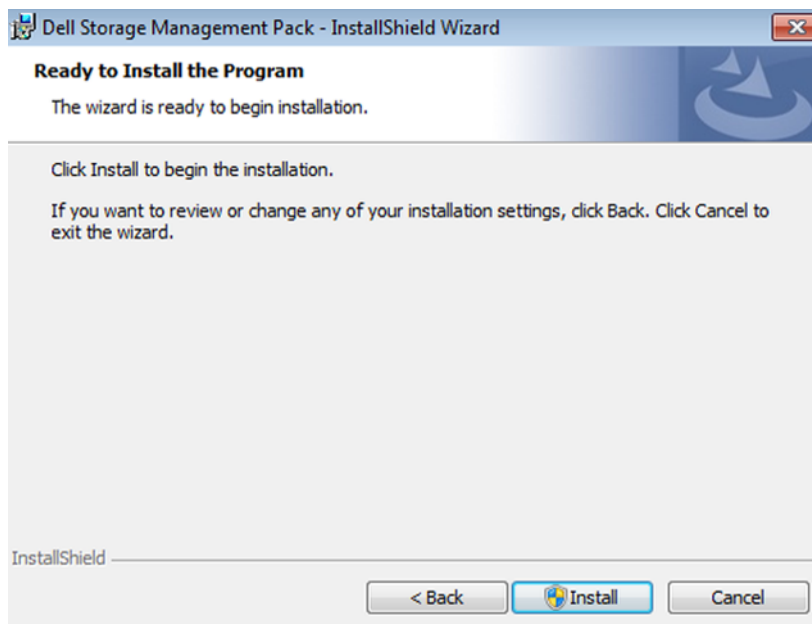 Dell Storage Management Pack - InstallShield Wizard
Ready to Install the Program
The wizard is ready to begin installation.
Click Install to begin the installation.
If you want to review or change any of your installation settings, click Back. Click Cancel to
exit the wizard.
InstallShield
< Back
Install
Cancel